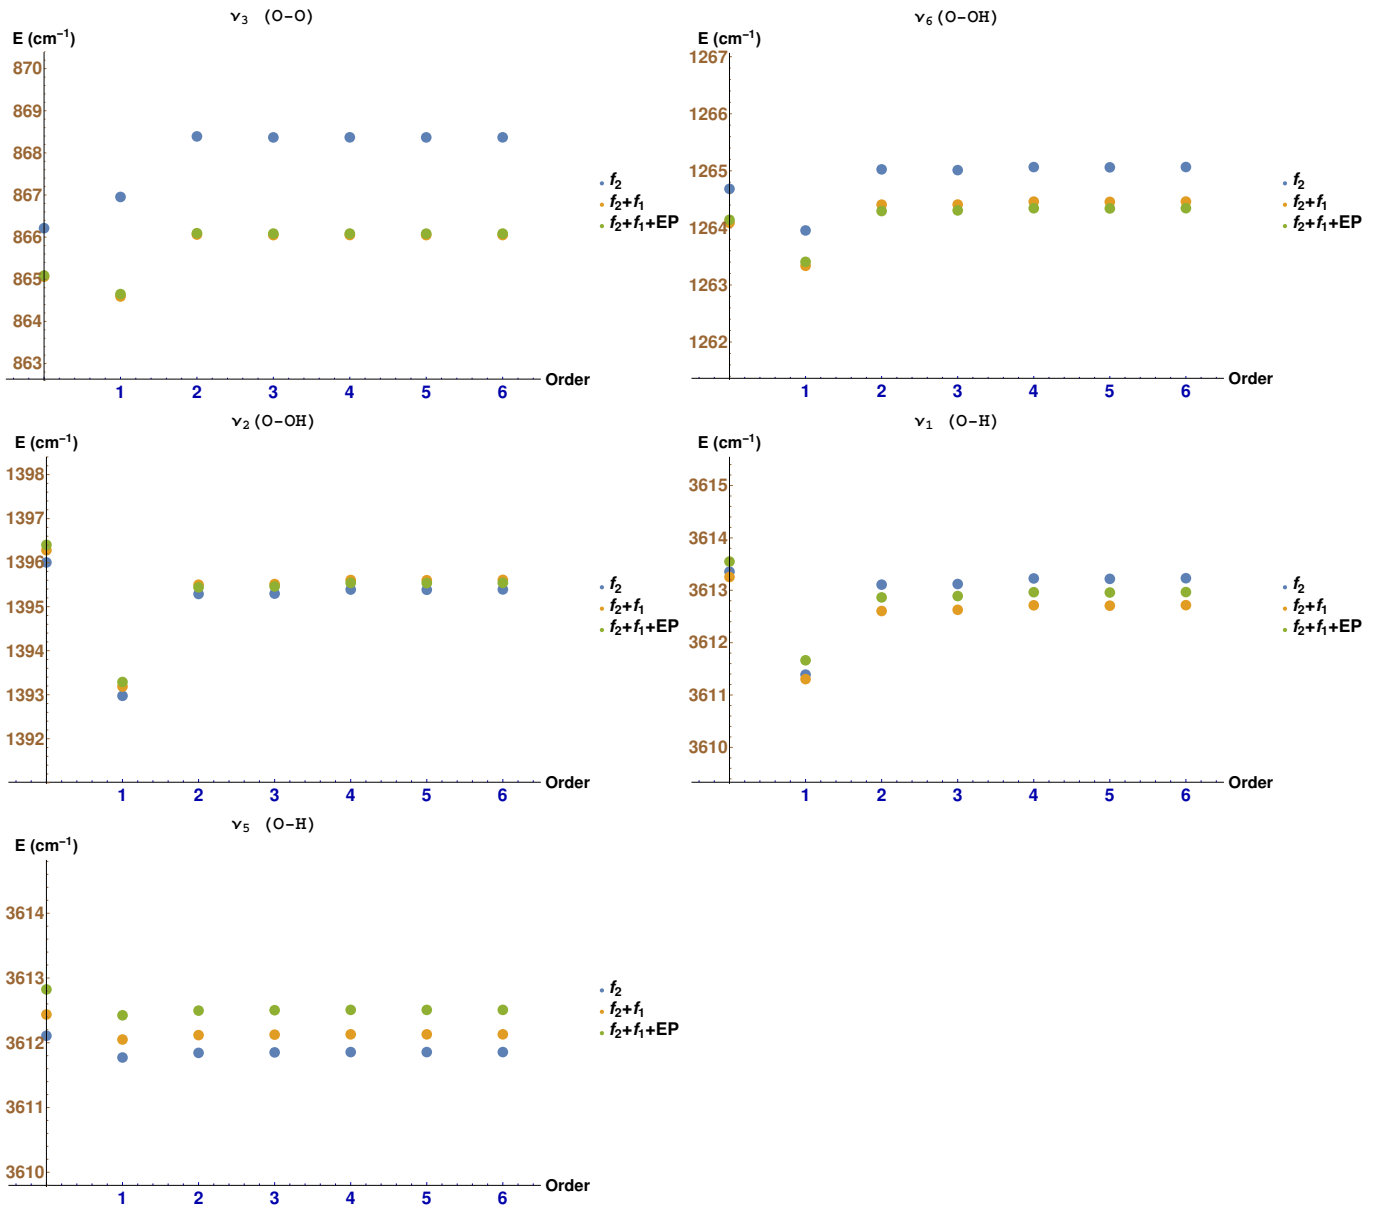 ν3 (O-O)
E (cm−1)
870
869
868
867
866
865
864
863
1 2 3 4 5 6
Order
f2
f2+f1
f2+f1+EP
ν6 (O-OH)
E (cm−1)
1267
1266
1265
1264
1263
1262
1 2 3 4 5 6
Order
f2
f2+f1
f2+f1+EP
ν2 (O-OH)
E (cm−1)
1398
1397
1396
1395
1394
1393
1392
1 2 3 4 5 6
Order
f2
f2+f1
f2+f1+EP
ν1 (O-H)
E (cm−1)
3615
3614
3613
3612
3611
3610
1 2 3 4 5 6
Order
f2
f2+f1
f2+f1+EP
ν5 (O-H)
E (cm−1)
3614
3613
3612
3611
3610
1 2 3 4 5 6
Order
f2
f2+f1
f2+f1+EP